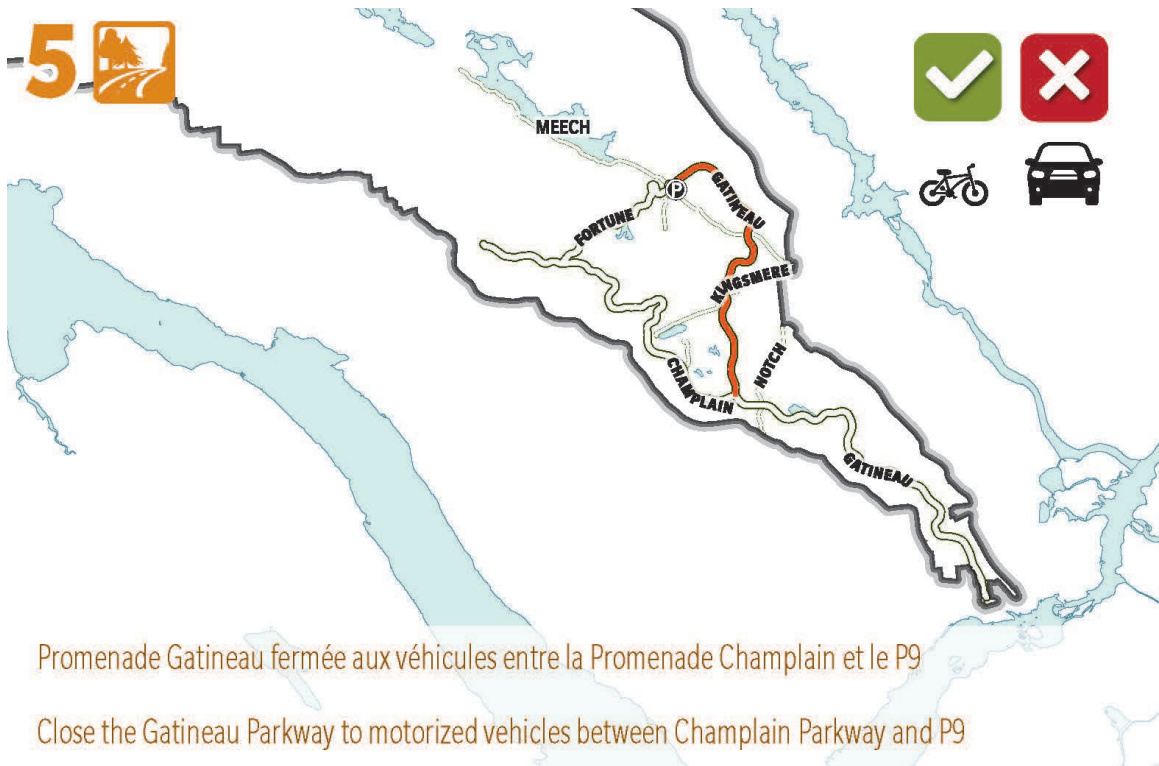 5
MEECH
P
GATINEAU
FORTUNE
KINGSMERE
NOTCH
CHAMPLAIN
GATINEAU
Promenade Gatineau fermée aux véhicules entre la Promenade Champlain et le P9
Close the Gatineau Parkway to motorized vehicles between Champlain Parkway and P9